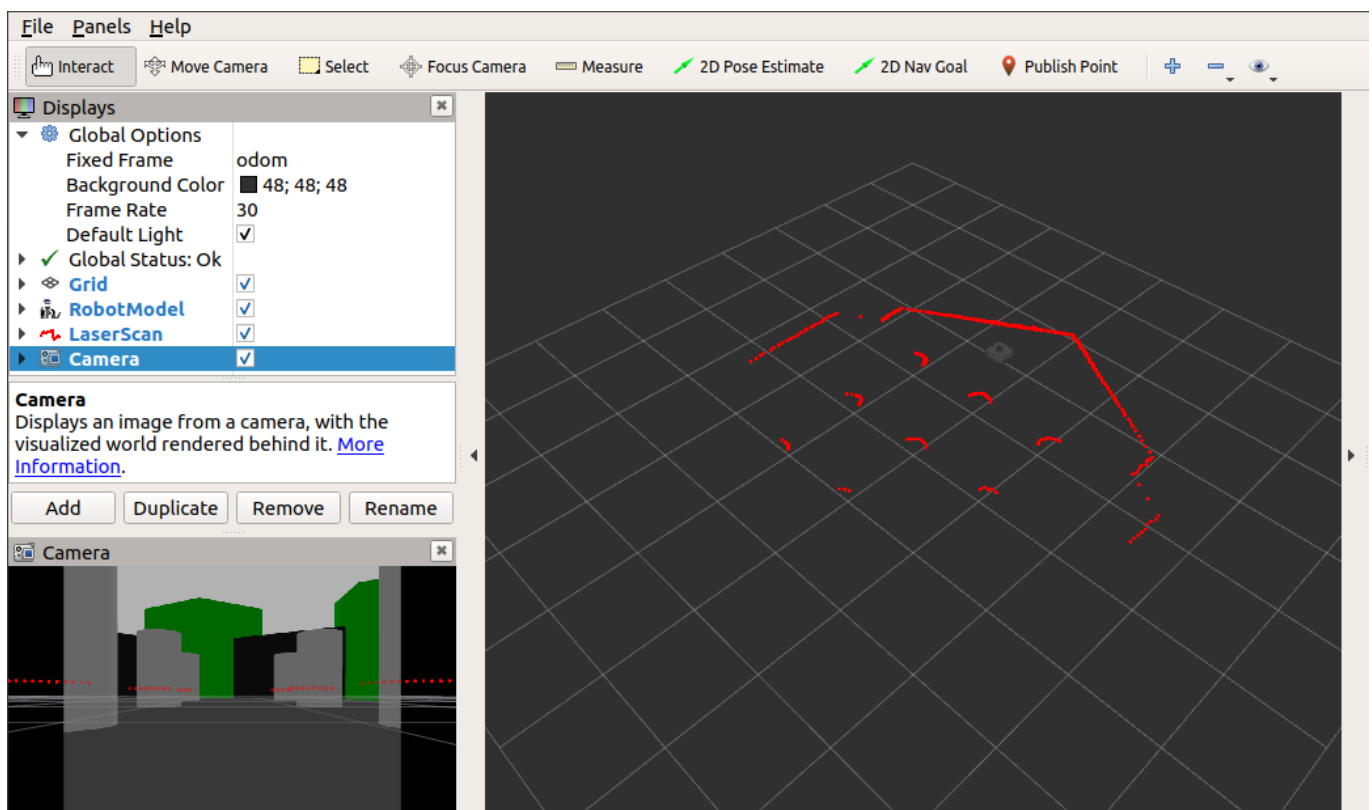 File Panels Help
Interact Move Camera Select Focus Camera Measure 2D Pose Estimate 2D Nav Goal Publish Point
Displays
Global Options
Fixed Frame odom
Background Color 48; 48; 48
Frame Rate 30
Default Light
Global Status: Ok
Grid
RobotModel
LaserScan
Camera
Camera
Displays an image from a camera, with the
visualized world rendered behind it. More
Information.
Add Duplicate Remove Rename
Camera